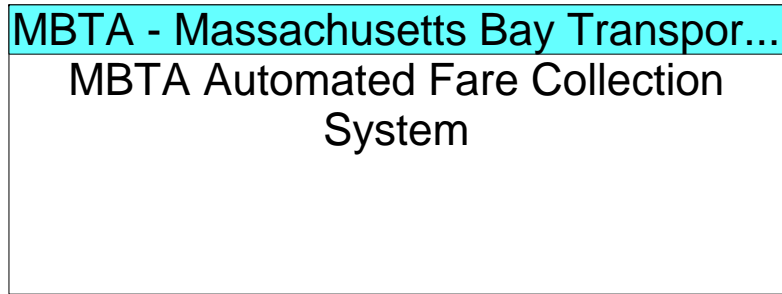 MBTA - Massachusetts Bay Transpor...
MBTA Automated Fare Collection
System